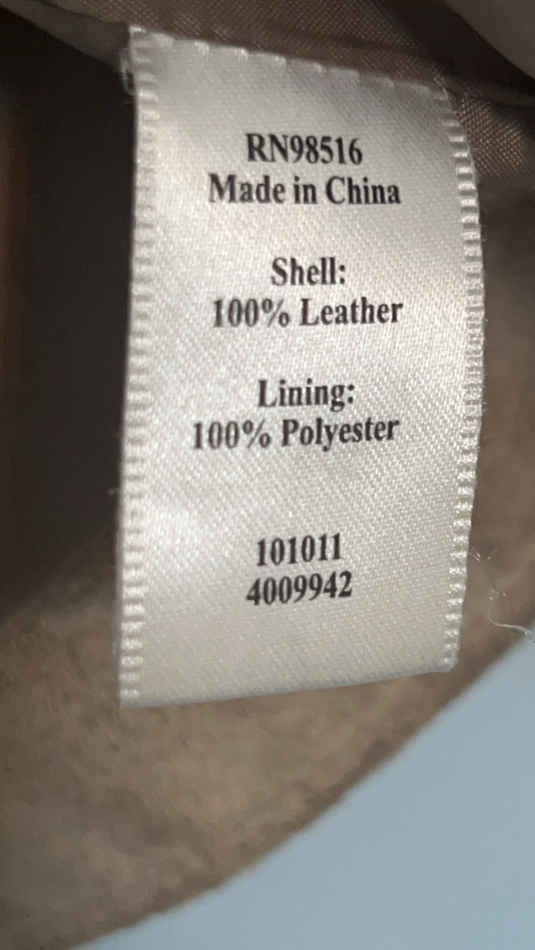 RN98516
Made in China
Shell:
100% Leather
Lining:
100% Polyester
101011
4009942